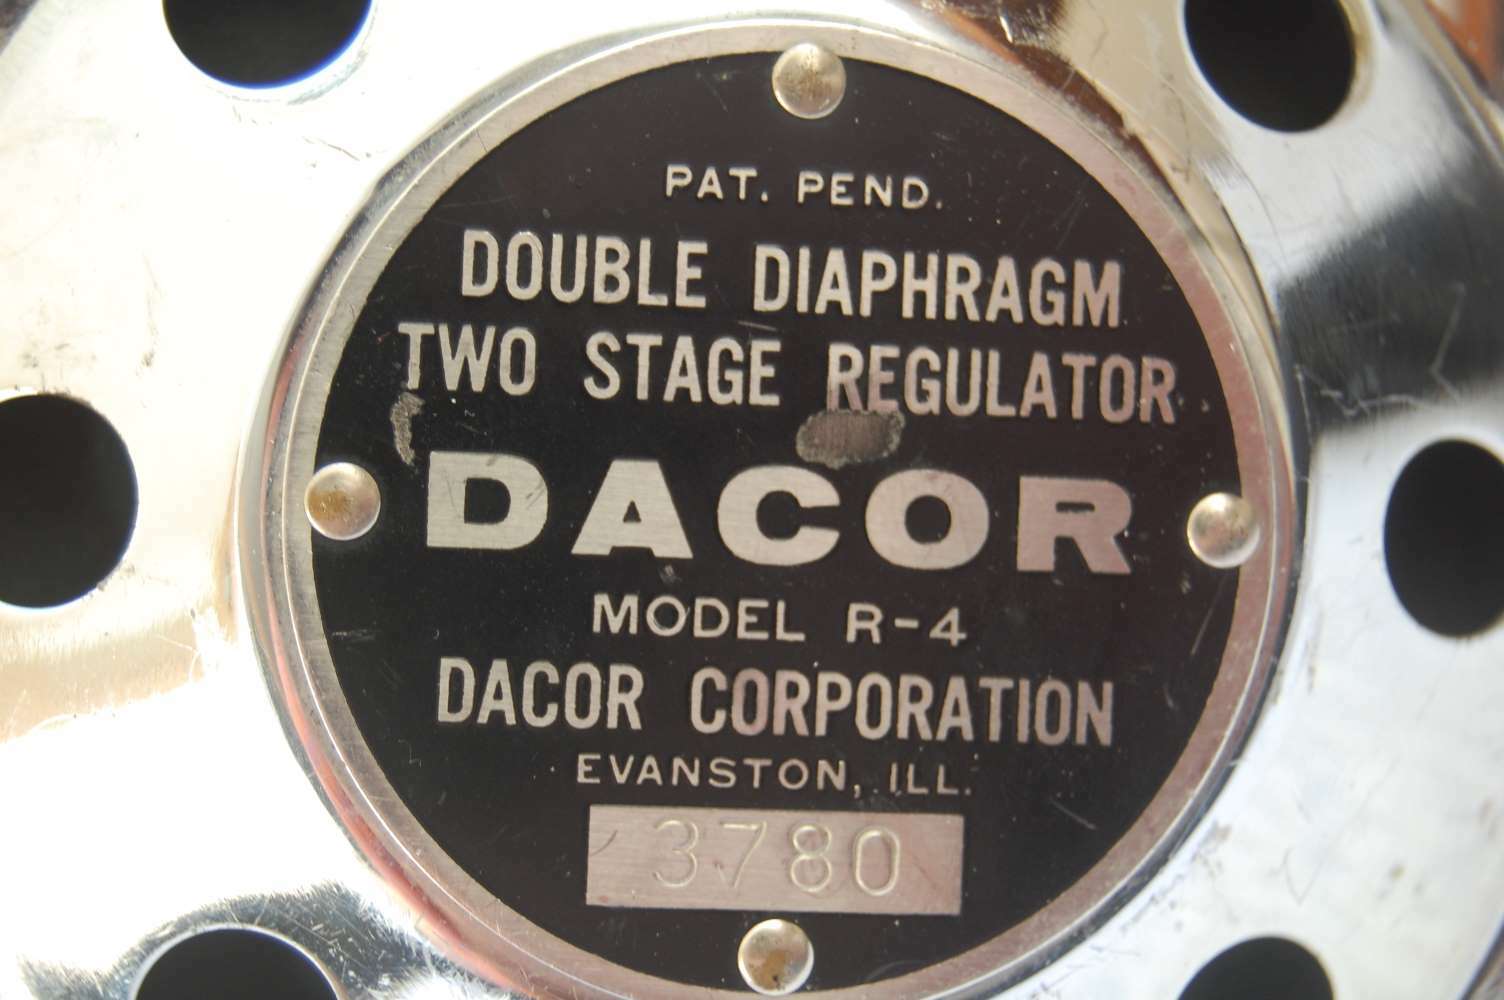 PAT. PEND.
DOUBLE DIAPHRAGM
TWO STAGE REGULATOR
DACOR
MODEL R-4
DACOR CORPORATION
EVANSTON, ILL.
3780